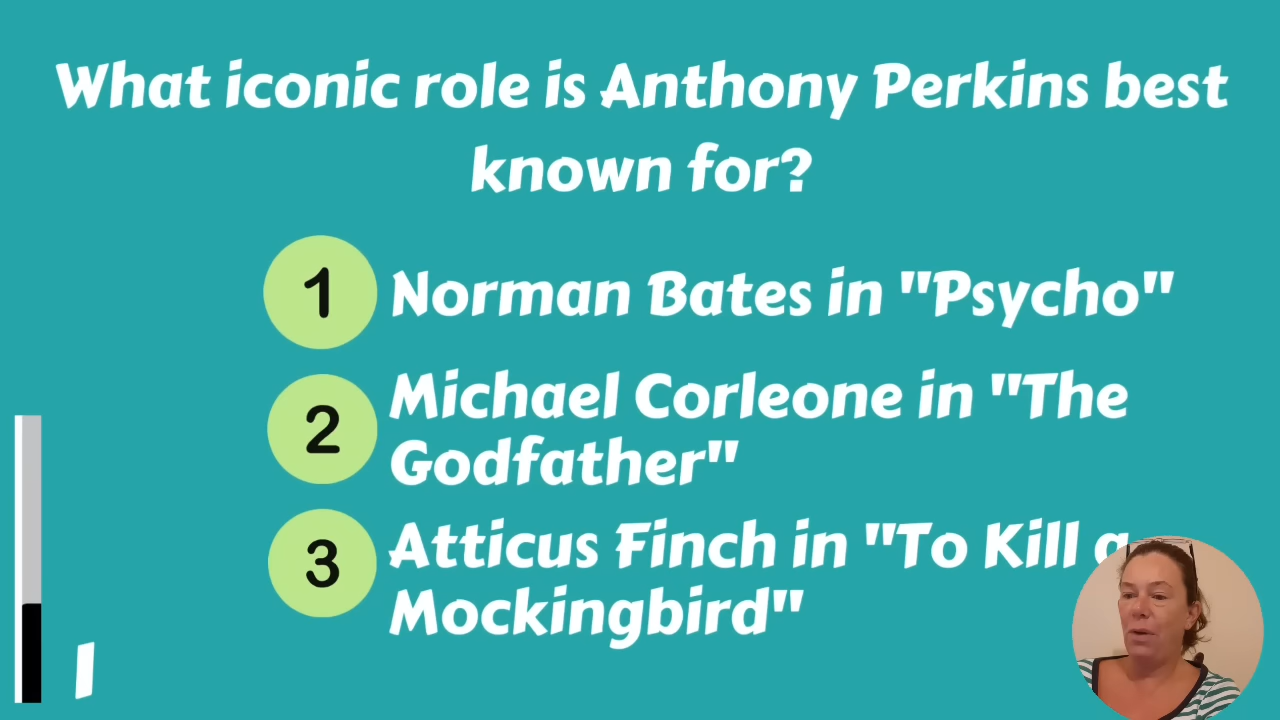 What iconic role is Anthony Perkins best
known for?
1 Norman Bates in "Psycho"
2 Michael Corleone in "The
Godfather"
3 Atticus Finch in "To Kill a
Mockingbird"
1